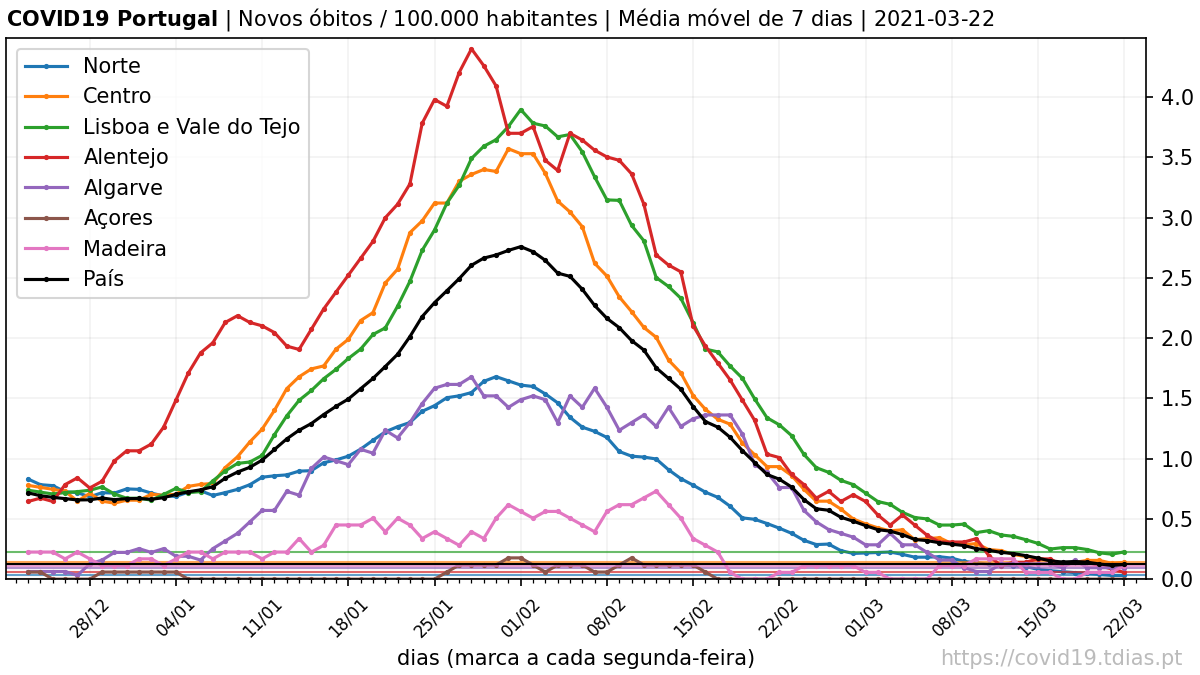 COVID19 Portugal | Novos óbitos / 100.000 habitantes | Média móvel de 7 dias | 2021-03-22
Norte
Centro
Lisboa e Vale do Tejo
Alentejo
Algarve
Açores
Madeira
País
4.0
3.5
3.0
2.5
2.0
1.5
1.0
0.5
0.0
28/12 04/01 11/01 18/01 25/01 01/02 08/02 15/02 22/02 01/03 08/03 15/03 22/03
dias (marca a cada segunda-feira)
https://covid19.tdias.pt